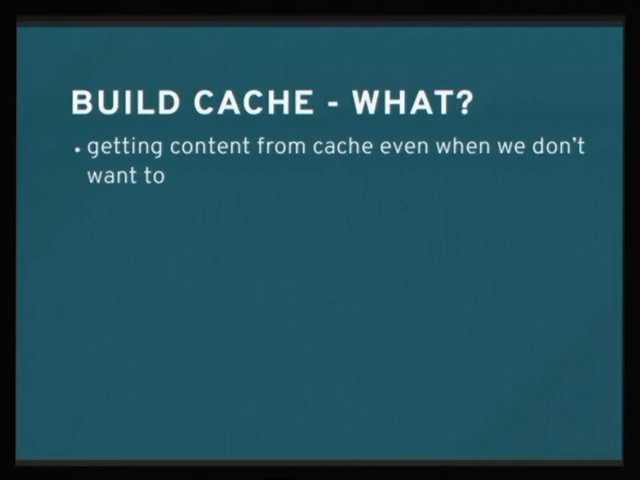 BUILD CACHE - WHAT?
• getting content from cache even when we don't
want to